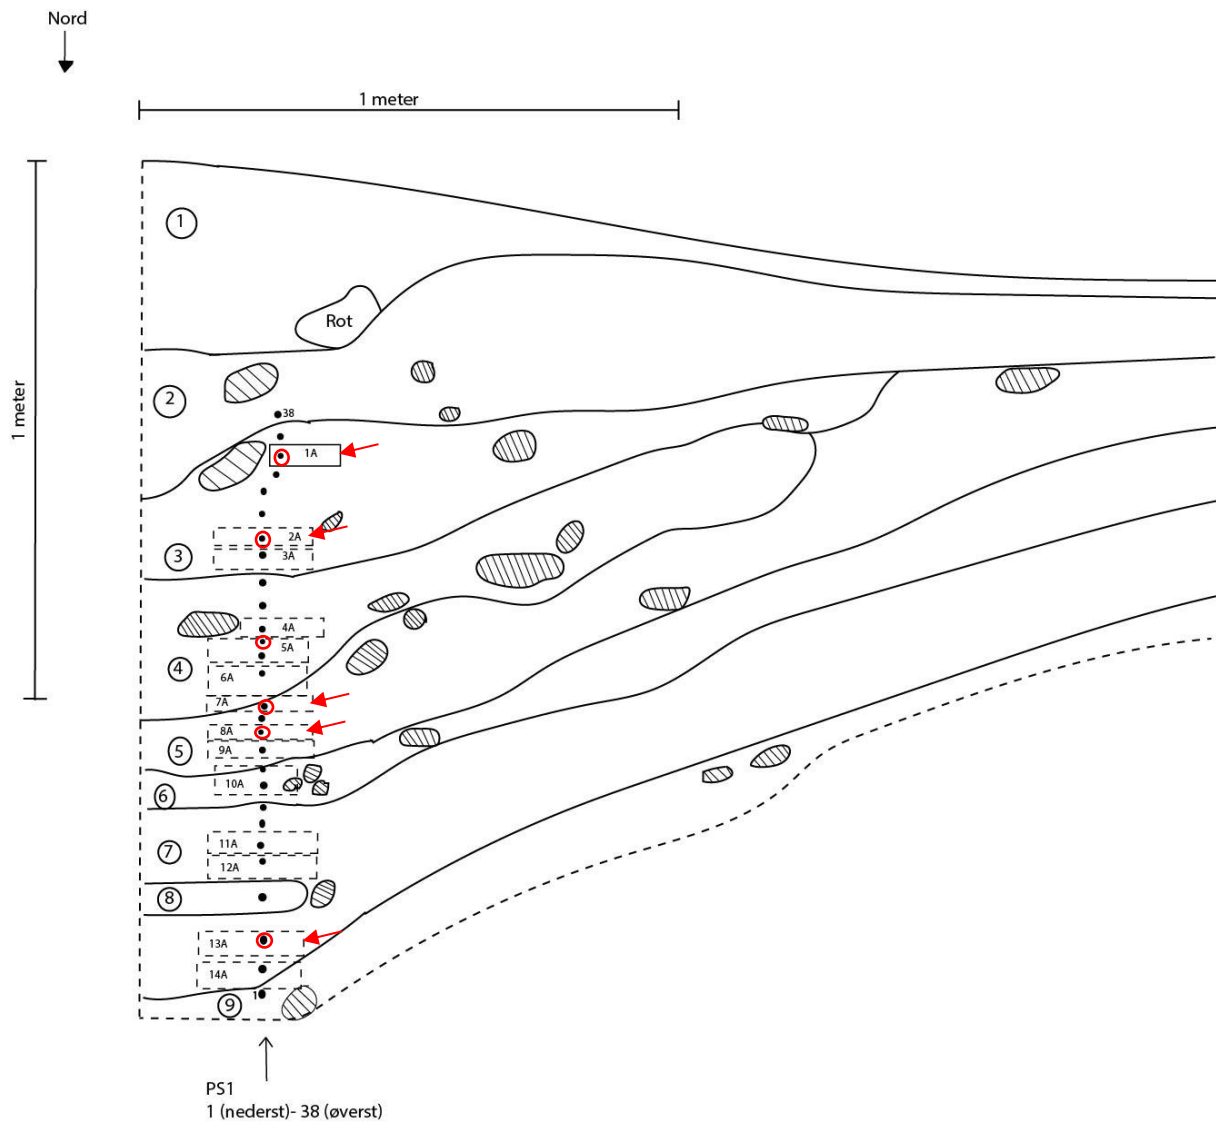 Nord
1 meter
1 meter
1
Rot
2
38
1A
2A
3
3A
4A
5A
4
6A
7A
8A
5
9A
10A
6
11A
7
12A
8
13A
14A
1
9
PS1
1 (nederst)- 38 (øverst)